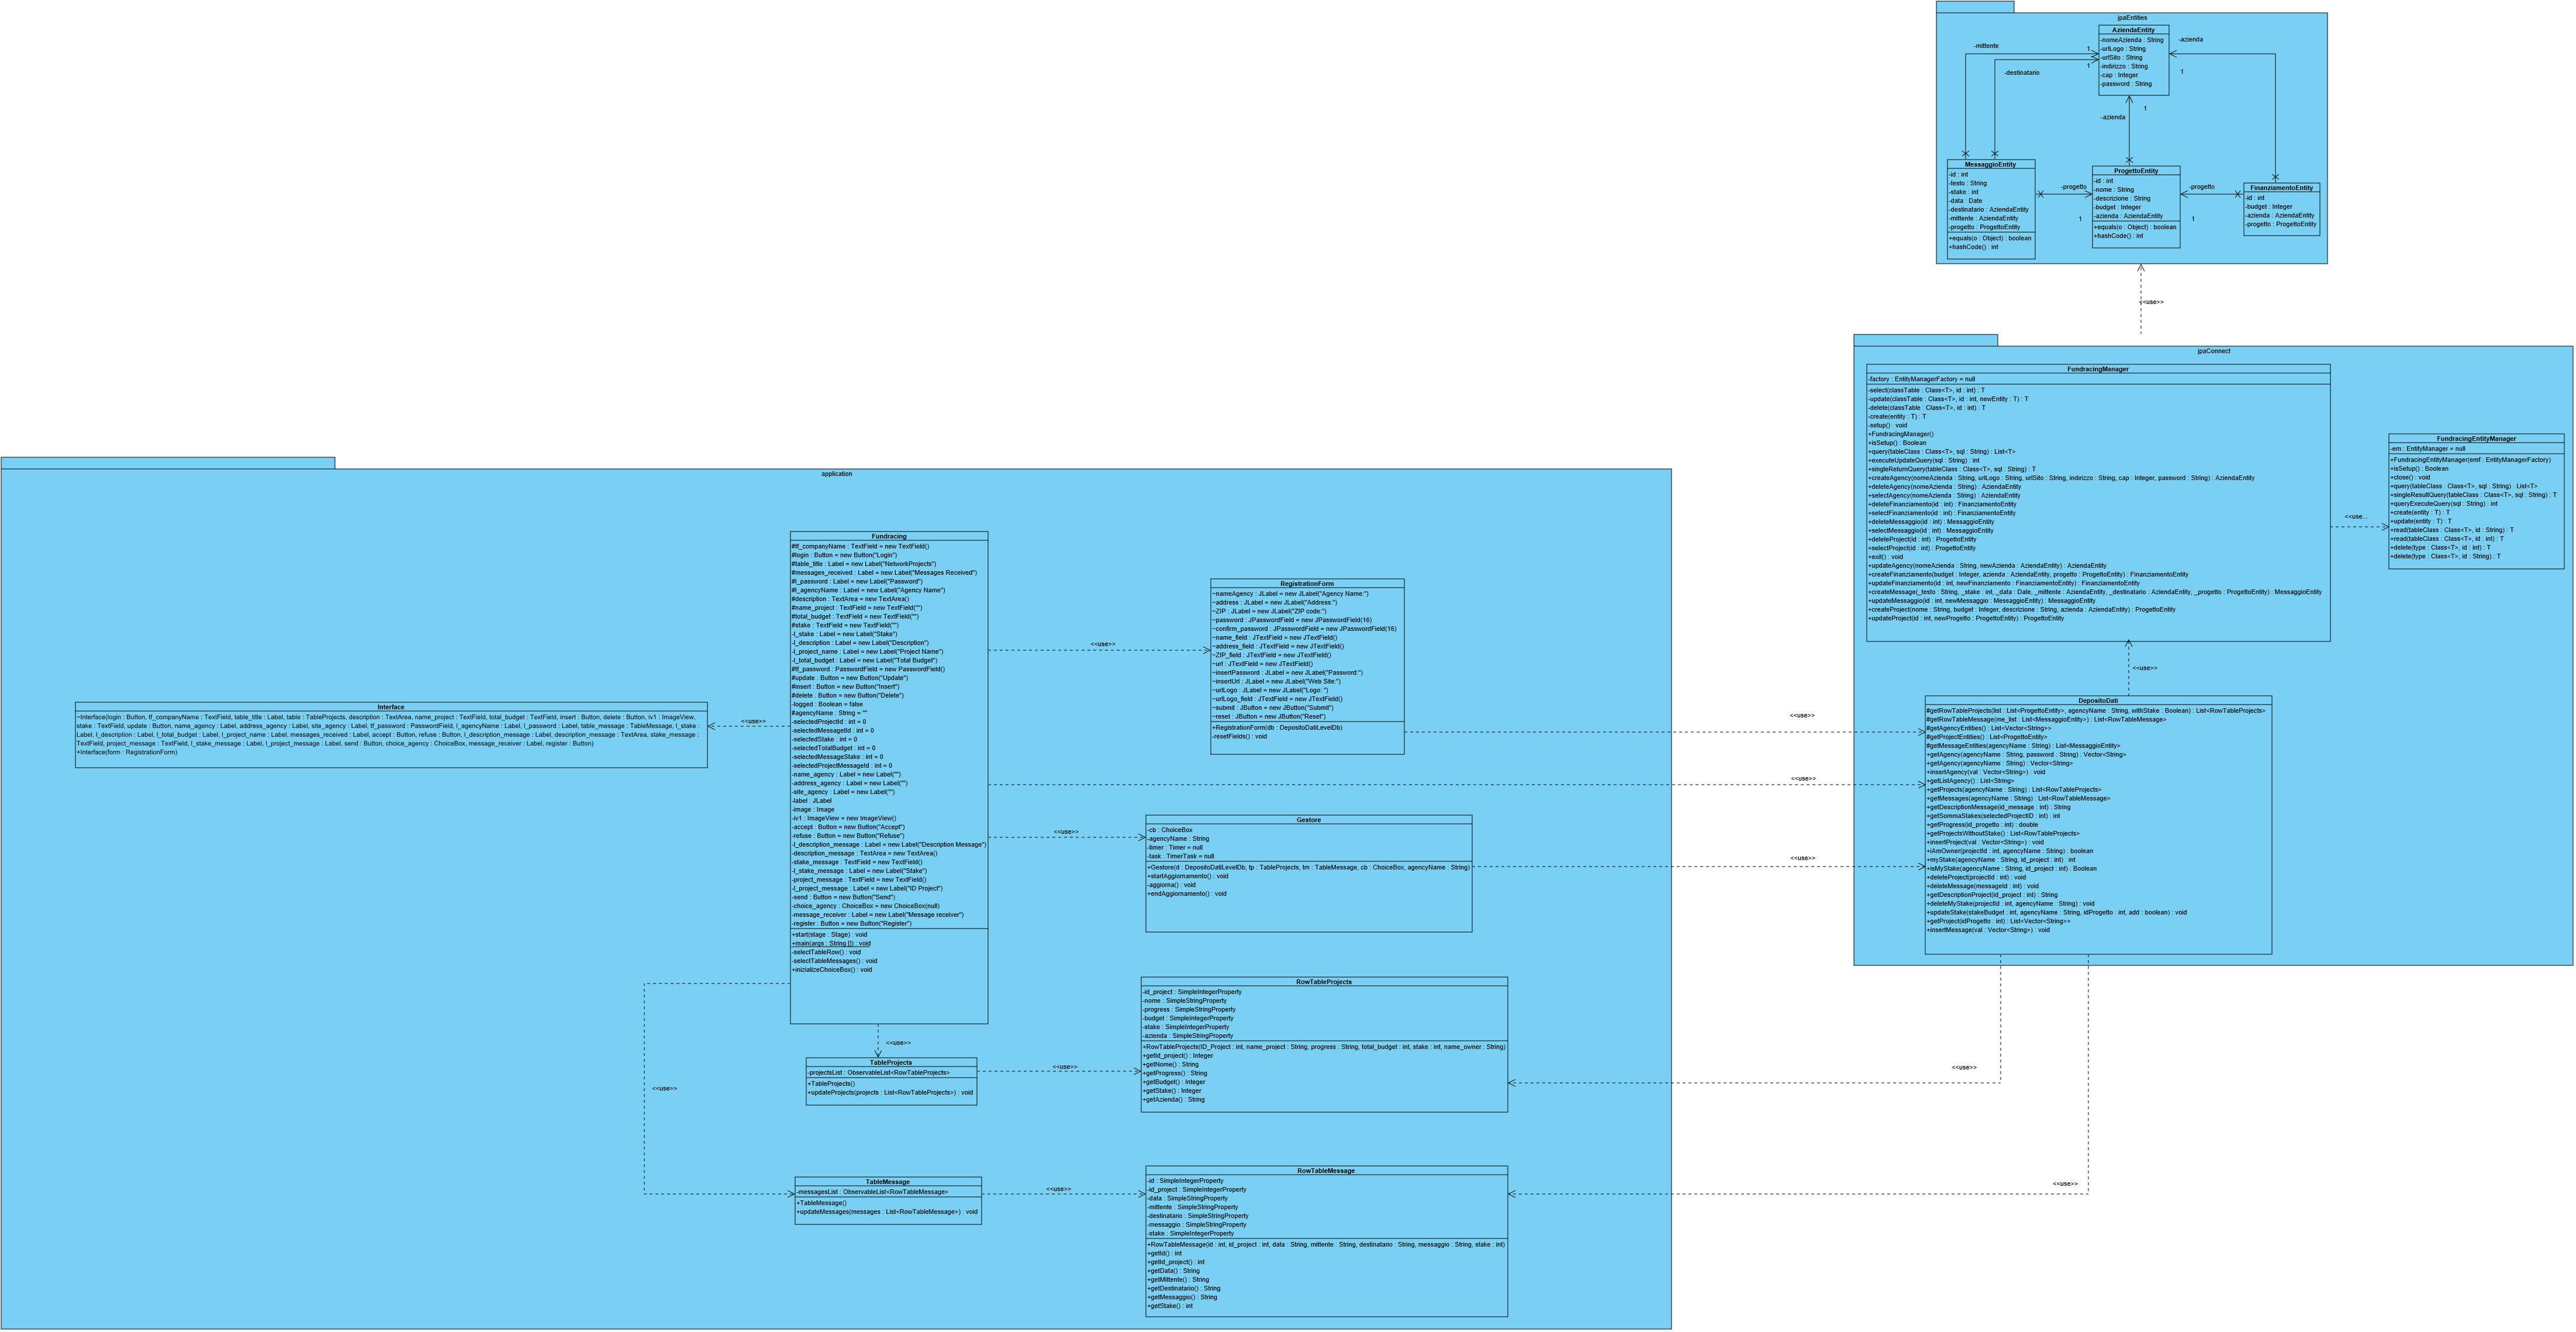 jpaEntities
AziendaEntity
-nomeAzienda : String
-urlLogo : String
-urlSito : String
-indirizzo : String
-cap : Integer
-password : String
-mittente
1
-destinatario
1
-azienda
1
-azienda
1
MessaggioEntity
-id : int
-testo : String
-stake : int
-data : Date
-destinatario : AziendaEntity
-mittente : AziendaEntity
-progetto : ProgettoEntity
+equals(o : Object) : boolean
+hashCode() : int
-progetto
1
ProgettoEntity
-id : int
-nome : String
-descrizione : String
-budget : Integer
-azienda : AziendaEntity
+equals(o : Object) : boolean
+hashCode() : int
-progetto
1
FinanziamentoEntity
-id : int
-budget : Integer
-azienda : AziendaEntity
-progetto : ProgettoEntity
<<use>>
jpaConnect
FundracingManager
-factory : EntityManagerFactory = null
-select(classTable : Class<T>, id : int) : T
-update(classTable : Class<T>, id : int, newEntity : T) : T
-delete(classTable : Class<T>, id : int) : T
-create(entity : T) : T
-setup() : void
+FundracingManager()
+isSetup() : Boolean
+query(tableClass : Class<T>, sql : String) : List<T>
+executeUpdateQuery(sql : String) : int
+singleReturnQuery(tableClass : Class<T>, sql : String) : T
+createAgency(nomeAzienda : String, urlLogo : String, urlSito : String, indirizzo : String, cap : Integer, password : String) : AziendaEntity
+deleteAgency(nomeAzienda : String) : AziendaEntity
+selectAgency(nomeAzienda : String) : AziendaEntity
+deleteFinanziamento(id : int) : FinanziamentoEntity
+selectFinanziamento(id : int) : FinanziamentoEntity
+deleteMessaggio(id : int) : MessaggioEntity
+selectMessaggio(id : int) : MessaggioEntity
+deleteProject(id : int) : ProgettoEntity
+selectProject(id : int) : ProgettoEntity
+exit() : void
+updateAgency(nomeAzienda : String, newAzienda : AziendaEntity) : AziendaEntity
+createFinanziamento(budget : Integer, azienda : AziendaEntity, progetto : ProgettoEntity) : FinanziamentoEntity
+updateFinanziamento(id : int, newFinanziamento : FinanziamentoEntity) : FinanziamentoEntity
+createMessage(_testo : String, _stake : int, _data : Date, _mittente : AziendaEntity, _destinatario : AziendaEntity, _progetto : ProgettoEntity) : MessaggioEntity
+updateMessaggio(id : int, newMessaggio : MessaggioEntity) : MessaggioEntity
+createProject(nome : String, budget : Integer, descrizione : String, azienda : AziendaEntity) : ProgettoEntity
+updateProject(id : int, newProgetto : ProgettoEntity) : ProgettoEntity
<<use...
FundracingEntityManager
-em : EntityManager = null
+FundracingEntityManager(emf : EntityManagerFactory)
+isSetup() : Boolean
+close() : void
+query(tableClass : Class<T>, sql : String) : List<T>
+singleResultQuery(tableClass : Class<T>, sql : String) : T
+queryExecuteQuery(sql : String) : int
+create(entity : T) : T
+update(entity : T) : T
+read(tableClass : Class<T>, id : String) : T
+read(tableClass : Class<T>, id : int) : T
+delete(type : Class<T>, id : int) : T
+delete(type : Class<T>, id : String) : T
<<use>>
DepositoDati
#getRowTableProjects(list : List<ProgettoEntity>, agencyName : String, withStake : Boolean) : List<RowTableProjects>
#getRowTableMessage(me_list : List<MessaggioEntity>) : List<RowTableMessage>
#getAgencyEntities() : List<Vector<String>>
#getProjectEntities() : List<ProgettoEntity>
#getMessageEntities(agencyName : String) : List<MessaggioEntity>
+getAgency(agencyName : String, password : String) : Vector<String>
+getAgency(agencyName : String) : Vector<String>
+insertAgency(val : Vector<String>) : void
+getListAgency() : List<String>
+getProjects(agencyName : String) : List<RowTableProjects>
+getMessages(agencyName : String) : List<RowTableMessage>
+getDescriptionMessage(id_message : int) : String
+getSommaStakes(selectedProjectID : int) : int
+getProgress(id_progetto : int) : double
+getProjectsWithoutStake() : List<RowTableProjects>
+insertProject(val : Vector<String>) : void
+iAmOwner(projectId : int, agencyName : String) : boolean
+myStake(agencyName : String, id_project : int) : int
+isMyStake(agencyName : String, id_project : int) : Boolean
+deleteProject(projectId : int) : void
+deleteMessage(messageId : int) : void
+getDescriptionProject(id_project : int) : String
+deleteMyStake(projectId : int, agencyName : String) : void
+updateStake(stakeBudget : int, agencyName : String, idProgetto : int, add : boolean) : void
+getProject(idProgetto : int) : List<Vector<String>>
+insertMessage(val : Vector<String>) : void
application
Fundracing
#tf_companyName : TextField = new TextField()
#login : Button = new Button("Login")
#table_title : Label = new Label("NetworkProjects")
#messages_received : Label = new Label("Messages Received")
#l_password : Label = new Label("Password")
#l_agencyName : Label = new Label("Agency Name")
#description : TextArea = new TextArea()
#name_project : TextField = new TextField("")
#total_budget : TextField = new TextField("")
#stake : TextField = new TextField("")
-l_stake : Label = new Label("Stake")
-l_description : Label = new Label("Description")
-l_project_name : Label = new Label("Project Name")
-l_total_budget : Label = new Label("Total Budget")
#tf_password : PasswordField = new PasswordField()
#update : Button = new Button("Update")
#insert : Button = new Button("Insert")
#delete : Button = new Button("Delete")
-logged : Boolean = false
#agencyName : String = ""
-selectedProjectId : int = 0
-selectedMessageId : int = 0
-selectedStake : int = 0
-selectedTotalBudget : int = 0
-selectedMessageStake : int = 0
-selectedProjectMessageId : int = 0
-name_agency : Label = new Label("")
-address_agency : Label = new Label("")
-site_agency : Label = new Label("")
-label : JLabel
-image : Image
-iv1 : ImageView = new ImageView()
-accept : Button = new Button("Accept")
-refuse : Button = new Button("Refuse")
-l_description_message : Label = new Label("Description Message")
-description_message : TextArea = new TextArea()
-stake_message : TextField = new TextField()
-l_stake_message : Label = new Label("Stake")
-project_message : TextField = new TextField()
-l_project_message : Label = new Label("ID Project")
-send : Button = new Button("Send")
-choice_agency : ChoiceBox = new ChoiceBox(null)
-message_receiver : Label = new Label("Message receiver")
-register : Button = new Button("Register")
+start(stage : Stage) : void
+main(args : String []) : void
-selectTableRow() : void
-selectTableMessages() : void
+inizializeChoiceBox() : void
<<use>>
RegistrationForm
~nameAgency : JLabel = new JLabel("Agency Name:")
~address : JLabel = new JLabel("Address:")
~ZIP : JLabel = new JLabel("ZIP code:")
~password : JPasswordField = new JPasswordField(16)
~confirm_password : JPasswordField = new JPasswordField(16)
~name_field : JTextField = new JTextField()
~address_field : JTextField = new JTextField()
~ZIP_field : JTextField = new JTextField()
~url : JTextField = new JTextField()
~insertPassword : JLabel = new JLabel("Password:")
~insertUrl : JLabel = new JLabel("Web Site:")
~urlLogo : JLabel = new JLabel("Logo: ")
~urlLogo_field : JTextField = new JTextField()
~submit : JButton = new JButton("Submit")
~reset : JButton = new JButton("Reset")
+RegistrationForm(db : DepositoDatiLevelDb)
-resetFields() : void
<<use>>
<<use>>
Interface
~Interface(login : Button, tf_companyName : TextField, table_title : Label, table : TableProjects, description : TextArea, name_project : TextField, total_budget : TextField, insert : Button, delete : Button, iv1 : ImageView,
stake : TextField, update : Button, name_agency : Label, address_agency : Label, site_agency : Label, tf_password : PasswordField, l_agencyName : Label, l_password : Label, table_message : TableMessage, l_stake :
Label, l_description : Label, l_total_budget : Label, l_project_name : Label, messages_received : Label, accept : Button, refuse : Button, l_description_message : Label, description_message : TextArea, stake_message :
TextField, project_message : TextField, l_stake_message : Label, l_project_message : Label, send : Button, choice_agency : ChoiceBox, message_receiver : Label, register : Button)
+Interface(form : RegistrationForm)
<<use>>
<<use>>
Gestore
-cb : ChoiceBox
-agencyName : String
-timer : Timer = null
-task : TimerTask = null
+Gestore(d : DepositoDatiLevelDb, tp : TableProjects, tm : TableMessage, cb : ChoiceBox, agencyName : String)
+startAggiornamento() : void
-aggiorna() : void
+endAggiornamento() : void
<<use>>
<<use>>
<<use>>
<<use>>
TableProjects
-projectsList : ObservableList<RowTableProjects>
+TableProjects()
+updateProjects(projects : List<RowTableProjects>) : void
<<use>>
RowTableProjects
-id_project : SimpleIntegerProperty
-nome : SimpleStringProperty
-progress : SimpleStringProperty
-budget : SimpleIntegerProperty
-stake : SimpleIntegerProperty
-azienda : SimpleStringProperty
+RowTableProjects(ID_Project : int, name_project : String, progress : String, total_budget : int, stake : int, name_owner : String)
+getId_project() : Integer
+getNome() : String
+getProgress() : String
+getBudget() : Integer
+getStake() : Integer
+getAzienda() : String
<<use>>
TableMessage
-messagesList : ObservableList<RowTableMessage>
+TableMessage()
+updateMessages(messages : List<RowTableMessage>) : void
<<use>>
RowTableMessage
-id : SimpleIntegerProperty
-id_project : SimpleIntegerProperty
-data : SimpleStringProperty
-mittente : SimpleStringProperty
-destinatario : SimpleStringProperty
-messaggio : SimpleStringProperty
-stake : SimpleIntegerProperty
+RowTableMessage(id : int, id_project : int, data : String, mittente : String, destinatario : String, messaggio : String, stake : int)
+getId() : int
+getId_project() : int
+getData() : String
+getMittente() : String
+getDestinatario() : String
+getMessaggio() : String
+getStake() : int
<<use>>